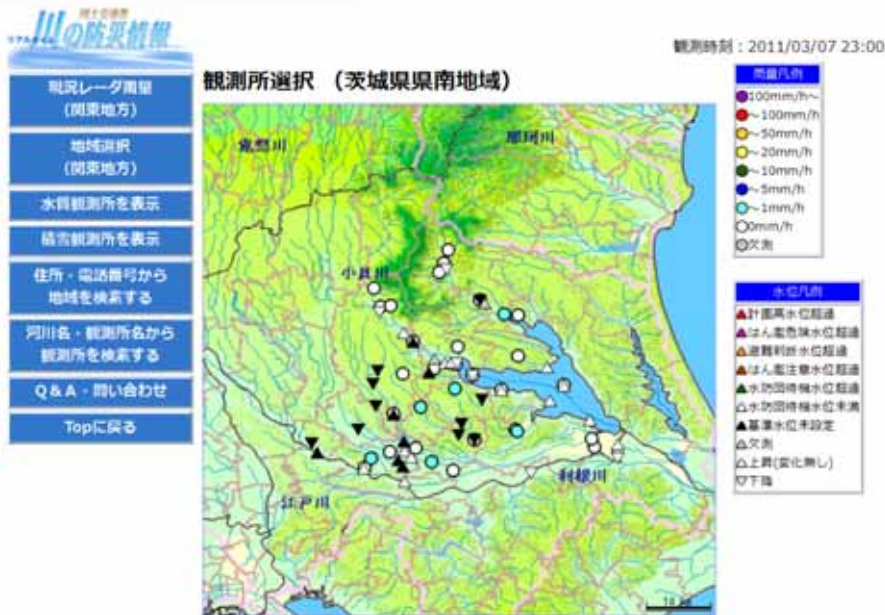 国土交通省
リアルタイム 川の防災情報
観測時刻：2011/03/07 23:00
現況レーダ雨量
（関東地方）
地域選択
（関東地方）
水質観測所を表示
積雪観測所を表示
住所・電話番号から
地域を検索する
河川名・観測所名から
観測所を検索する
Q&A・問い合わせ
Topに戻る
観測所選択 （茨城県県南地域）
鬼怒川
那珂川
小貝川
江戸川
利根川
雨量凡例
100mm/h～
～100mm/h
～50mm/h
～20mm/h
～10mm/h
～5mm/h
～1mm/h
0mm/h
欠測
水位凡例
計画高水位超過
はん濫危険水位超過
避難判断水位超過
はん濫注意水位超過
水防団待機水位超過
水防団待機水位未満
基準水位未設定
欠測
上昇(変化無し)
下降